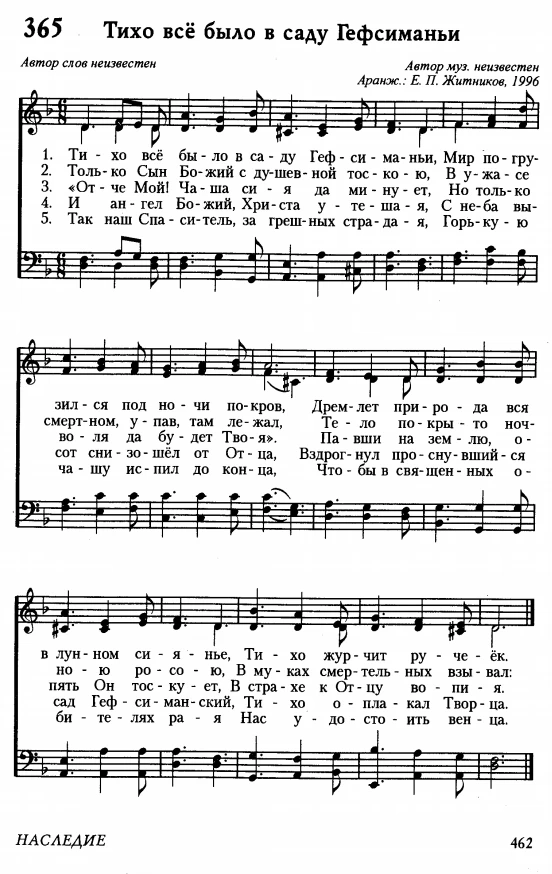 365 Тихо всё было в саду Гефсиманьи
Автор слов неизвестен
Автор муз. неизвестен
Аранж.: Е. П. Житников, 1996
1. Ти - хо всё бы - ло в са - ду Геф - си - ма - ньи, Мир по - гру-
2. Толь- ко Сын Бо - жий с ду - шев - ной тос - ко - ю, В у - жа - се
3. «От - че Мой! Ча - ша си - я да ми - ну - ет, Но толь - ко
4. И ан - гел Бо - жий, Хри - ста у - те - ша - я, С не - ба вы-
5. Так наш Спа - си - тель, за греш - ных стра - да - я, Горь - ку - ю
зил - ся под но - чи по - кров, Дрем - лет при - ро - да вся
смерт - ном, у - пав, там ле - жал, Те - ло по - кры - то ноч-
во - ля да бу - дет Тво - я». Па - вши на зем - лю, о-
сот сни - зо - шёл от От - ца, Вздрог - нул про - сну - вший - ся
ча - шу ис - пил до кон - ца, Что - бы в свя - щен - ных о-
в лун - ном си - я - нье, Ти - хо жур - чит ру - че - ёк.
но - ю ро - со - ю, В му - ках смер - тель - ных взы - вал:
пять Он тос - ку - ет, В стра - хе к От - цу во - пи - я.
сад Геф - си - ман - ский, Ти - хо о - пла - кал Твор - ца.
би - те - лях ра - я Нас у - до - сто - ить вен - ца.
НАСЛЕДИЕ
462